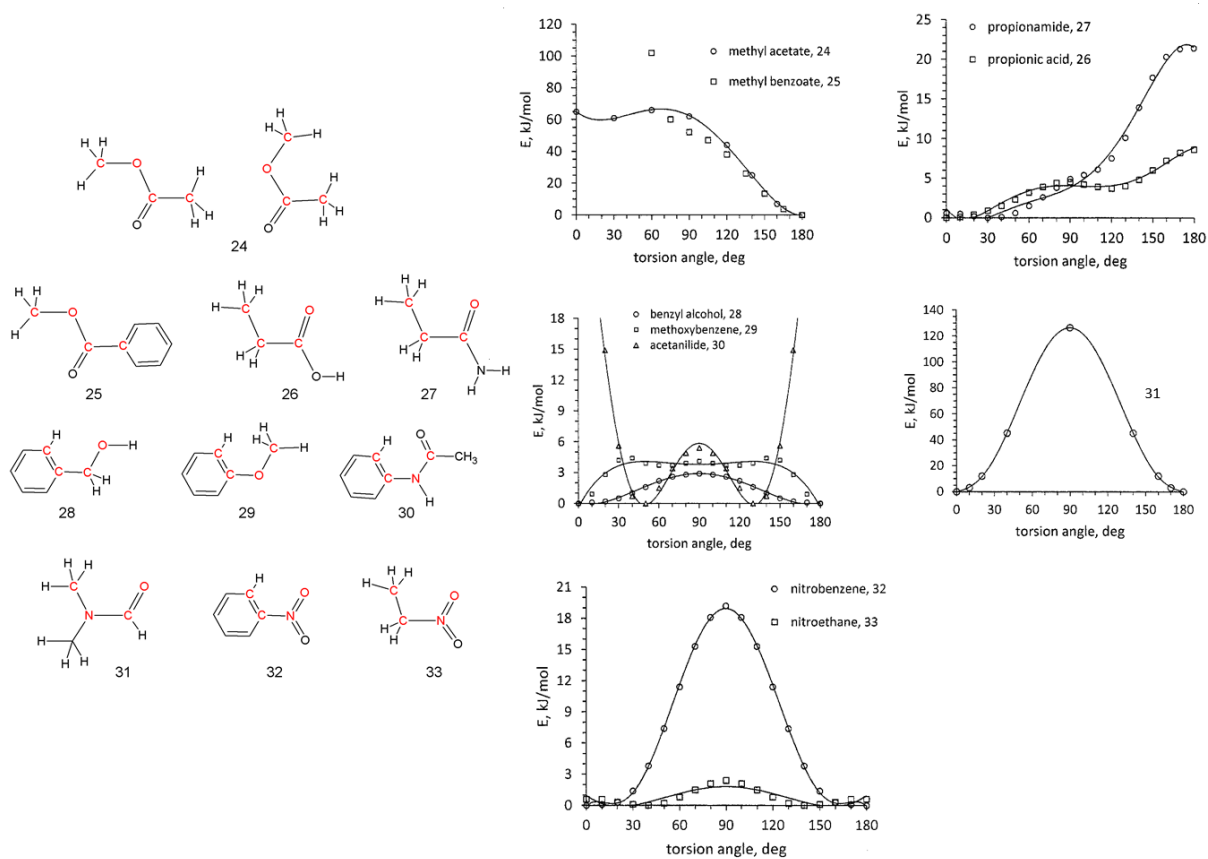 H H
C O H
H C C H
O H
H
H C H
O H
C C H
O H
24
H H
C O
H C C
O
25
H H
H C O
H C C
H O H
26
H H
H C O
H C C
H N H
H
27
H O H
C C H
C H
28
H H H
C C H
C O
29
H O
C C CH3
C N
H
30
H H
H C O
N C
H C H
H H
31
H O
C N
C O
32
H H
H C O
H C N
H O
33
E, kJ/mol
120
100
80
60
40
20
0
methyl acetate, 24
methyl benzoate, 25
0 30 60 90 120 150 180
torsion angle, deg
E, kJ/mol
25
20
15
10
5
0
propionamide, 27
propionic acid, 26
0 30 60 90 120 150 180
torsion angle, deg
E, kJ/mol
18
15
12
9
6
3
0
benzyl alcohol, 28
methoxybenzene, 29
acetanilide, 30
0 30 60 90 120 150 180
torsion angle, deg
E, kJ/mol
140
120
100
80
60
40
20
0
31
0 30 60 90 120 150 180
torsion angle, deg
E, kJ/mol
21
18
15
12
9
6
3
0
nitrobenzene, 32
nitroethane, 33
0 30 60 90 120 150 180
torsion angle, deg